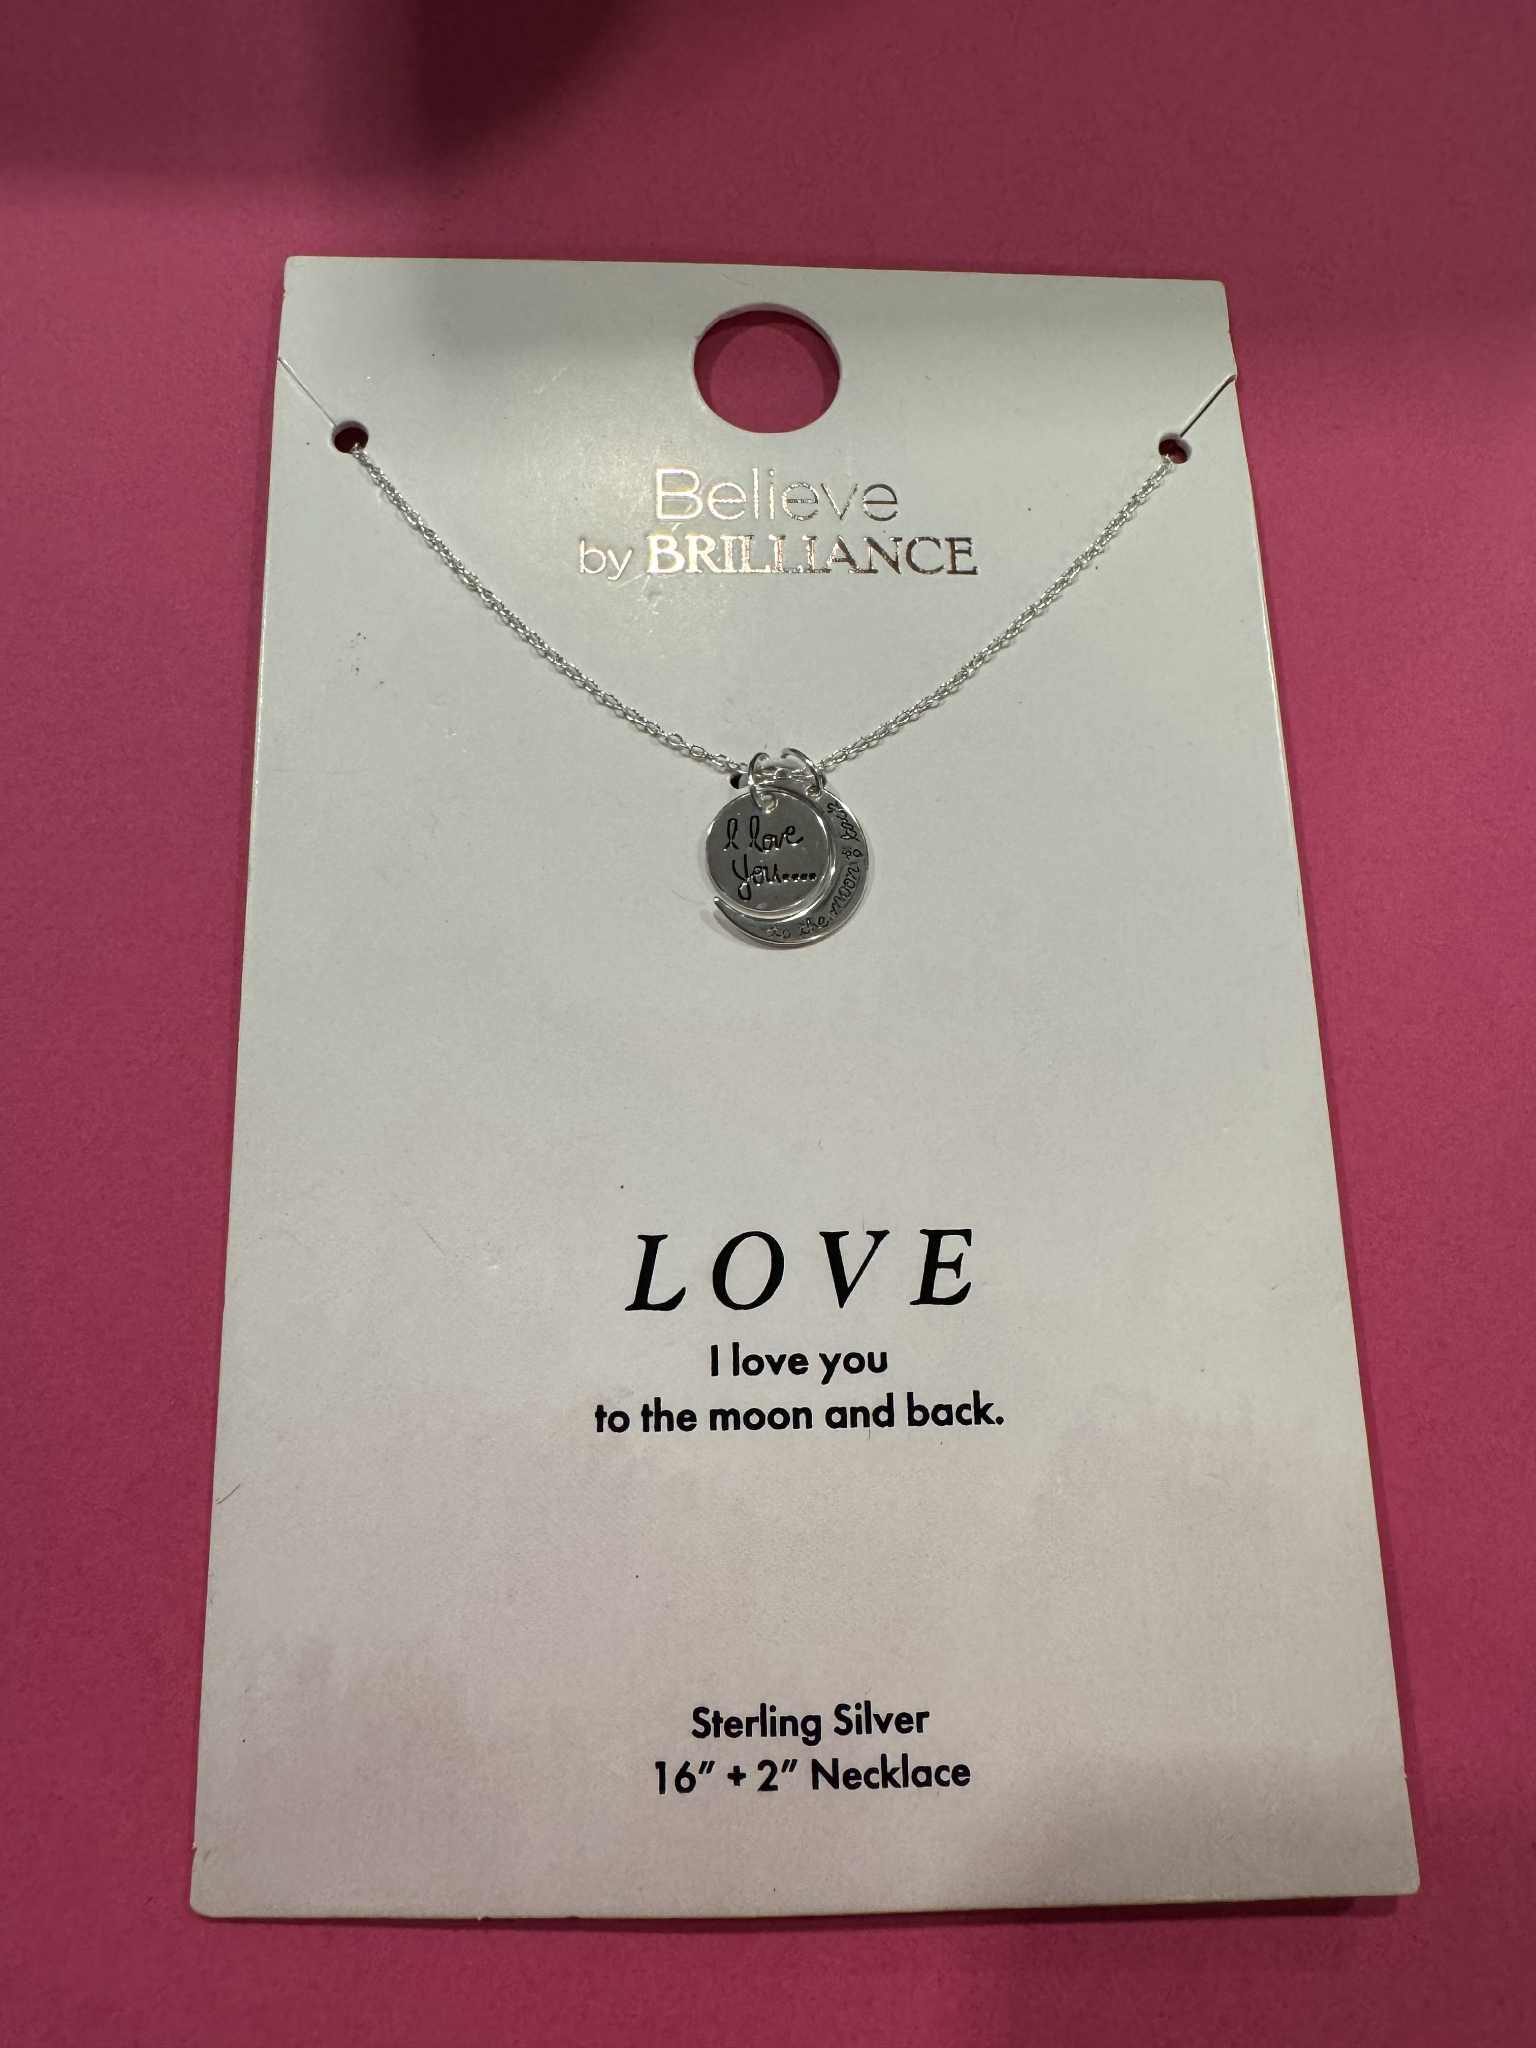 Believe
by BRILLIANCE
I love
you....
to the moon & back
LOVE
I love you
to the moon and back.
Sterling Silver
16" + 2" Necklace